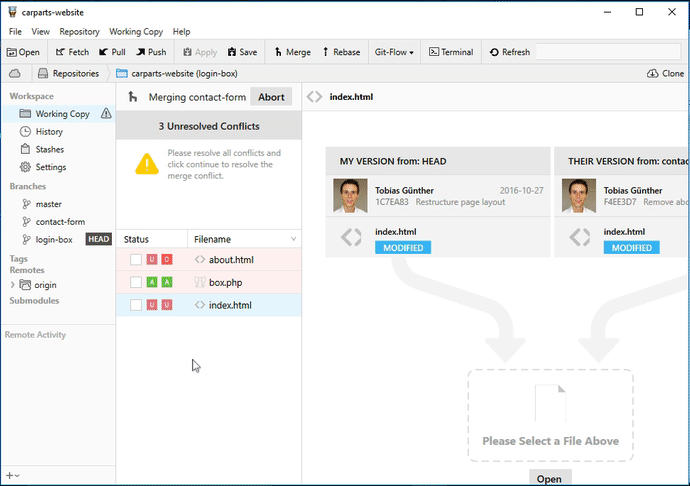 carparts-website
File View Repository Working Copy Help
Open Fetch Pull Push Apply Save Merge Rebase Git-Flow Terminal Refresh
Repositories carparts-website (login-box) Clone
Workspace
Working Copy
History
Stashes
Settings
Branches
master
contact-form
login-box HEAD
Tags
Remotes
origin
Submodules
Remote Activity
Merging contact-form Abort
3 Unresolved Conflicts
Please resolve all conflicts and
click continue to resolve the
merge conflict.
Status Filename
U D about.html
A A box.php
U U index.html
index.html
MY VERSION from: HEAD
Tobias Günther 2016-10-27
1C7EA83 Restructure page layout
index.html
MODIFIED
THEIR VERSION from: contac
Tobias Günther
F4EE3D7 Remove abo
index.html
MODIFIED
Please Select a File Above
Open